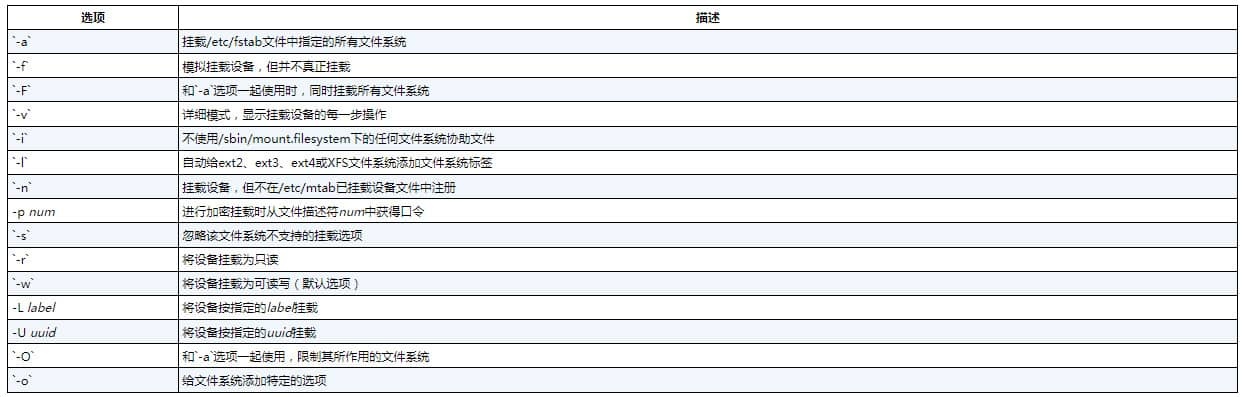 选项 描述
`-a` 挂载/etc/fstab文件中指定的所有文件系统
`-f` 模拟挂载设备，但并不真正挂载
`-F` 和`-a`选项一起使用时，同时挂载所有文件系统
`-v` 详细模式，显示挂载设备的每一步操作
`-i` 不使用/sbin/mount.filesystem下的任何文件系统协助文件
`-l` 自动给ext2、ext3、ext4或XFS文件系统添加文件系统标签
`-n` 挂载设备，但不在/etc/mtab已挂载设备文件中注册
-p num 进行加密挂载时从文件描述符num中获得口令
`-s` 忽略该文件系统不支持的挂载选项
`-r` 将设备挂载为只读
`-w` 将设备挂载为可读写（默认选项）
-L label 将设备按指定的label挂载
-U uuid 将设备按指定的uuid挂载
`-O` 和`-a`选项一起使用，限制其所作用的文件系统
`-o` 给文件系统添加特定的选项